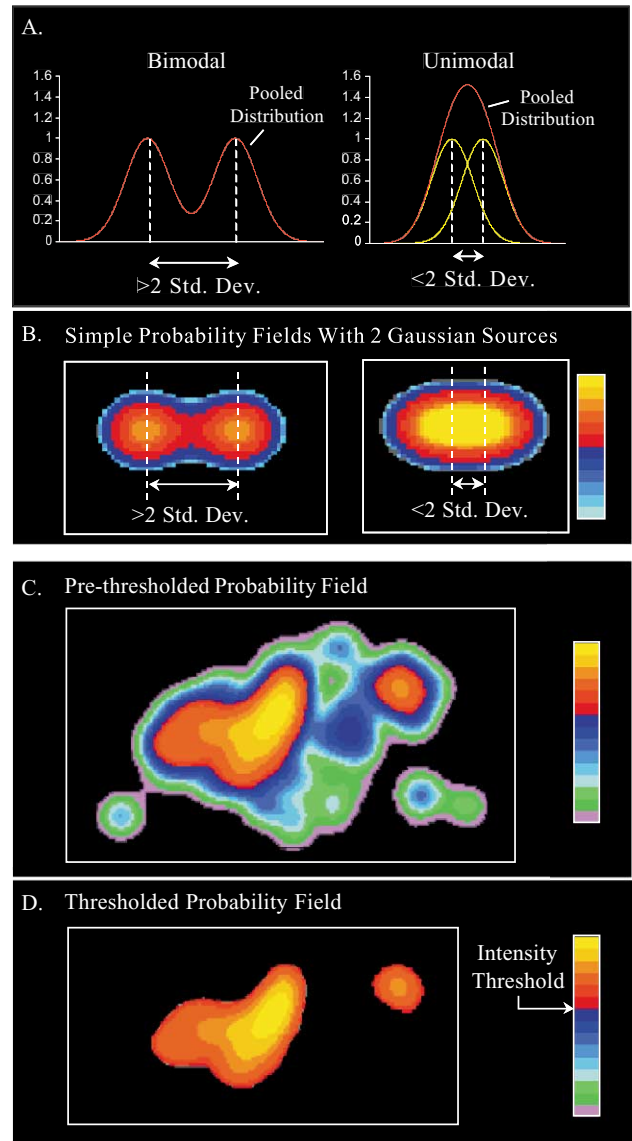 A.
Bimodal
Unimodal
1.6
1.4
1.2
1
0.8
0.6
0.4
0.2
0
Pooled
Distribution
>2 Std. Dev.
1.6
1.4
1.2
1
0.8
0.6
0.4
0.2
0
Pooled
Distribution
<2 Std. Dev.
B. Simple Probability Fields With 2 Gaussian Sources
>2 Std. Dev.
<2 Std. Dev.
C. Pre-thresholded Probability Field
D. Thresholded Probability Field
Intensity
Threshold